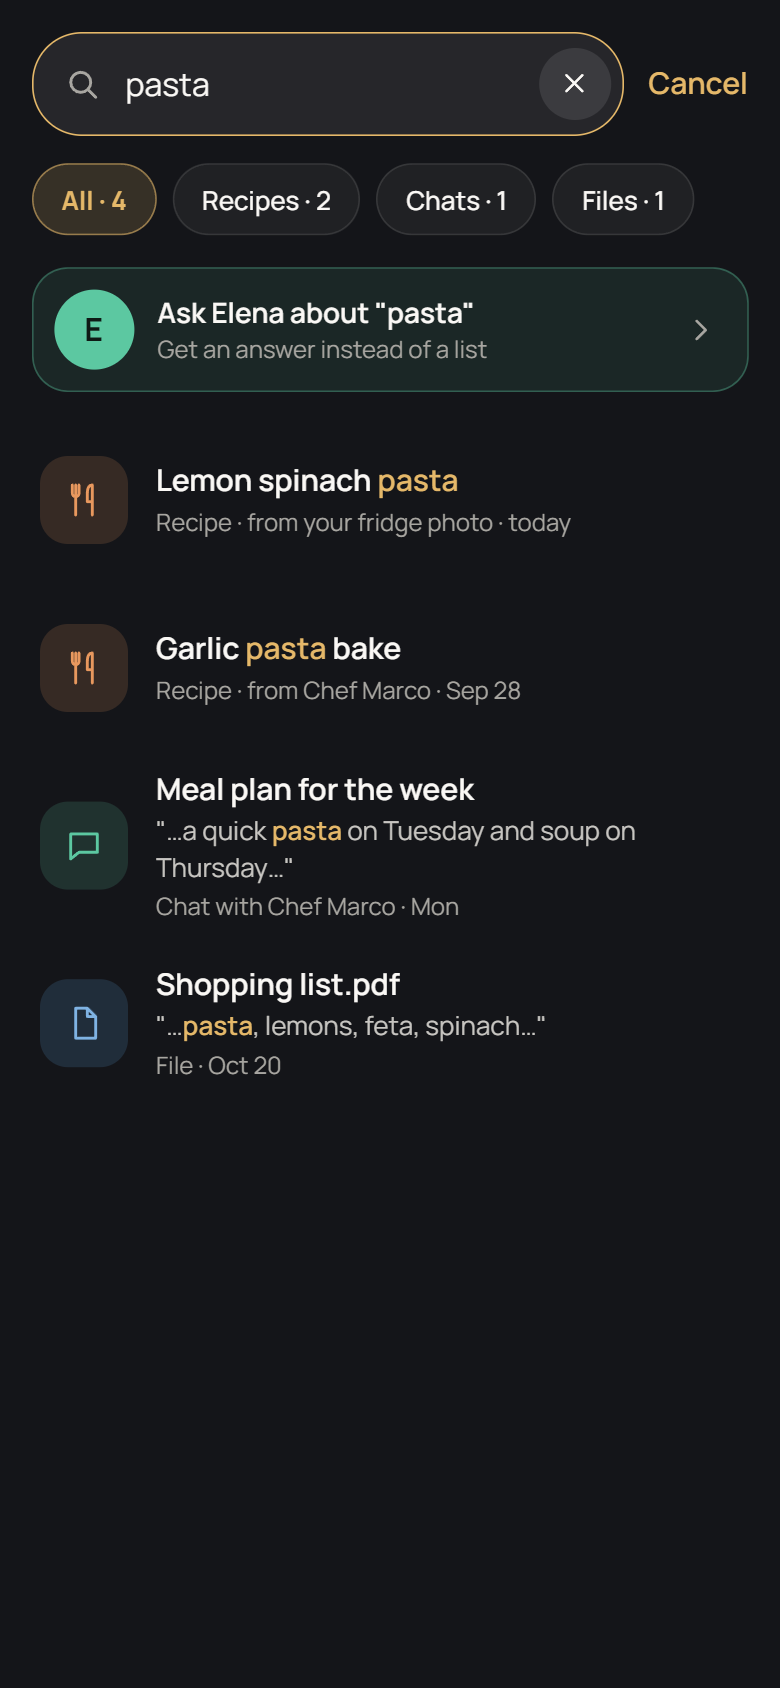 pasta
Cancel
All · 4
Recipes · 2
Chats · 1
Files · 1
E
Ask Elena about "pasta"
Get an answer instead of a list
Lemon spinach pasta
Recipe · from your fridge photo · today
Garlic pasta bake
Recipe · from Chef Marco · Sep 28
Meal plan for the week
"...a quick pasta on Tuesday and soup on
Thursday..."
Chat with Chef Marco · Mon
Shopping list.pdf
"...pasta, lemons, feta, spinach..."
File · Oct 20